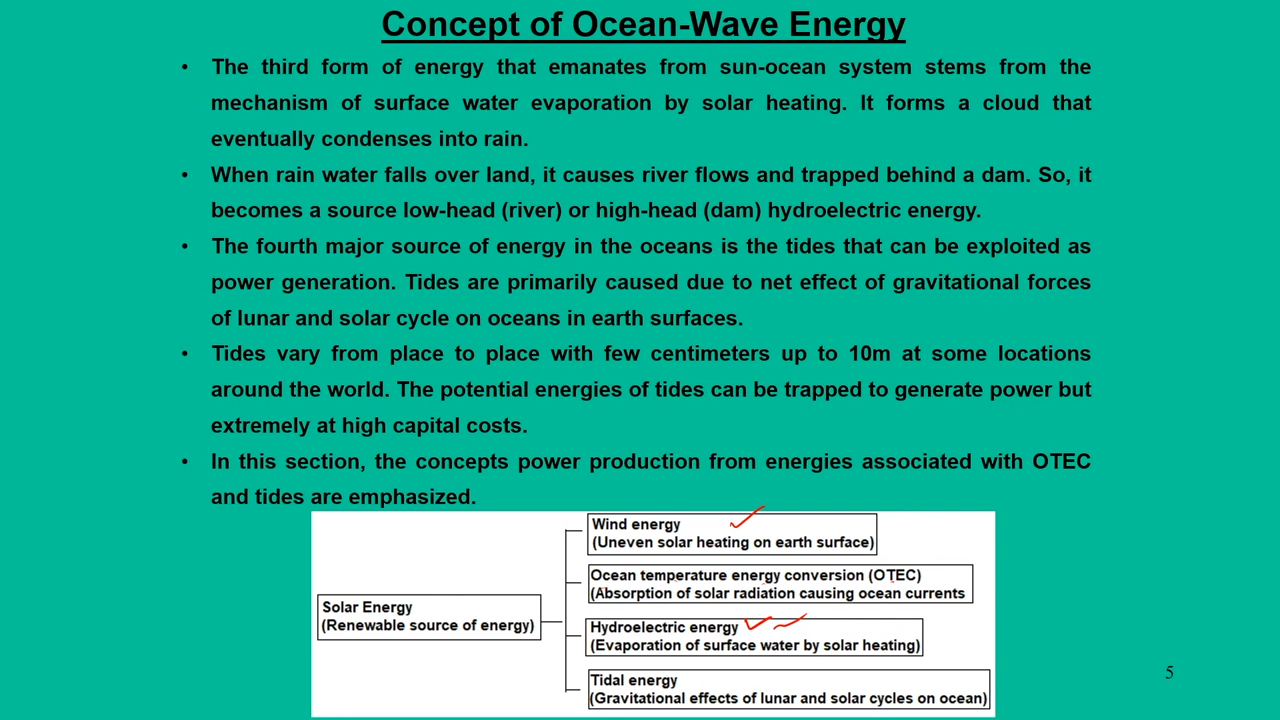 Concept of Ocean-Wave Energy
• The third form of energy that emanates from sun-ocean system stems from the
mechanism of surface water evaporation by solar heating. It forms a cloud that
eventually condenses into rain.
• When rain water falls over land, it causes river flows and trapped behind a dam. So, it
becomes a source low-head (river) or high-head (dam) hydroelectric energy.
• The fourth major source of energy in the oceans is the tides that can be exploited as
power generation. Tides are primarily caused due to net effect of gravitational forces
of lunar and solar cycle on oceans in earth surfaces.
• Tides vary from place to place with few centimeters up to 10m at some locations
around the world. The potential energies of tides can be trapped to generate power but
extremely at high capital costs.
• In this section, the concepts power production from energies associated with OTEC
and tides are emphasized.
Solar Energy
(Renewable source of energy)
Wind energy
(Uneven solar heating on earth surface)
Ocean temperature energy conversion (OTEC)
(Absorption of solar radiation causing ocean currents
Hydroelectric energy
(Evaporation of surface water by solar heating)
Tidal energy
(Gravitational effects of lunar and solar cycles on ocean)
5